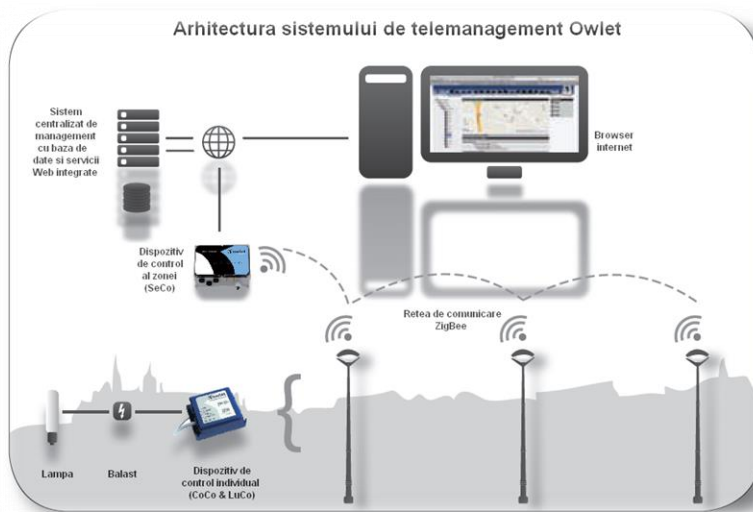 Arhitectura sistemului de telemanagement Owlet
Sistem
centralizat de
management
cu baza de
date si servicii
Web integrate
Browser
internet
Dispozitiv
de control
al zonei
(SeCo)
Retea de comunicare
ZigBee
Lampa
Balast
Dispozitiv de
control individual
(CoCo & LuCo)